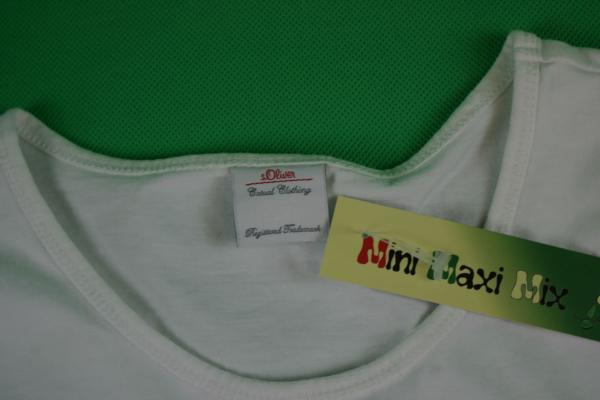 s.Oliver
Casual Clothing
Registered Trademark
Mini Maxi Mix